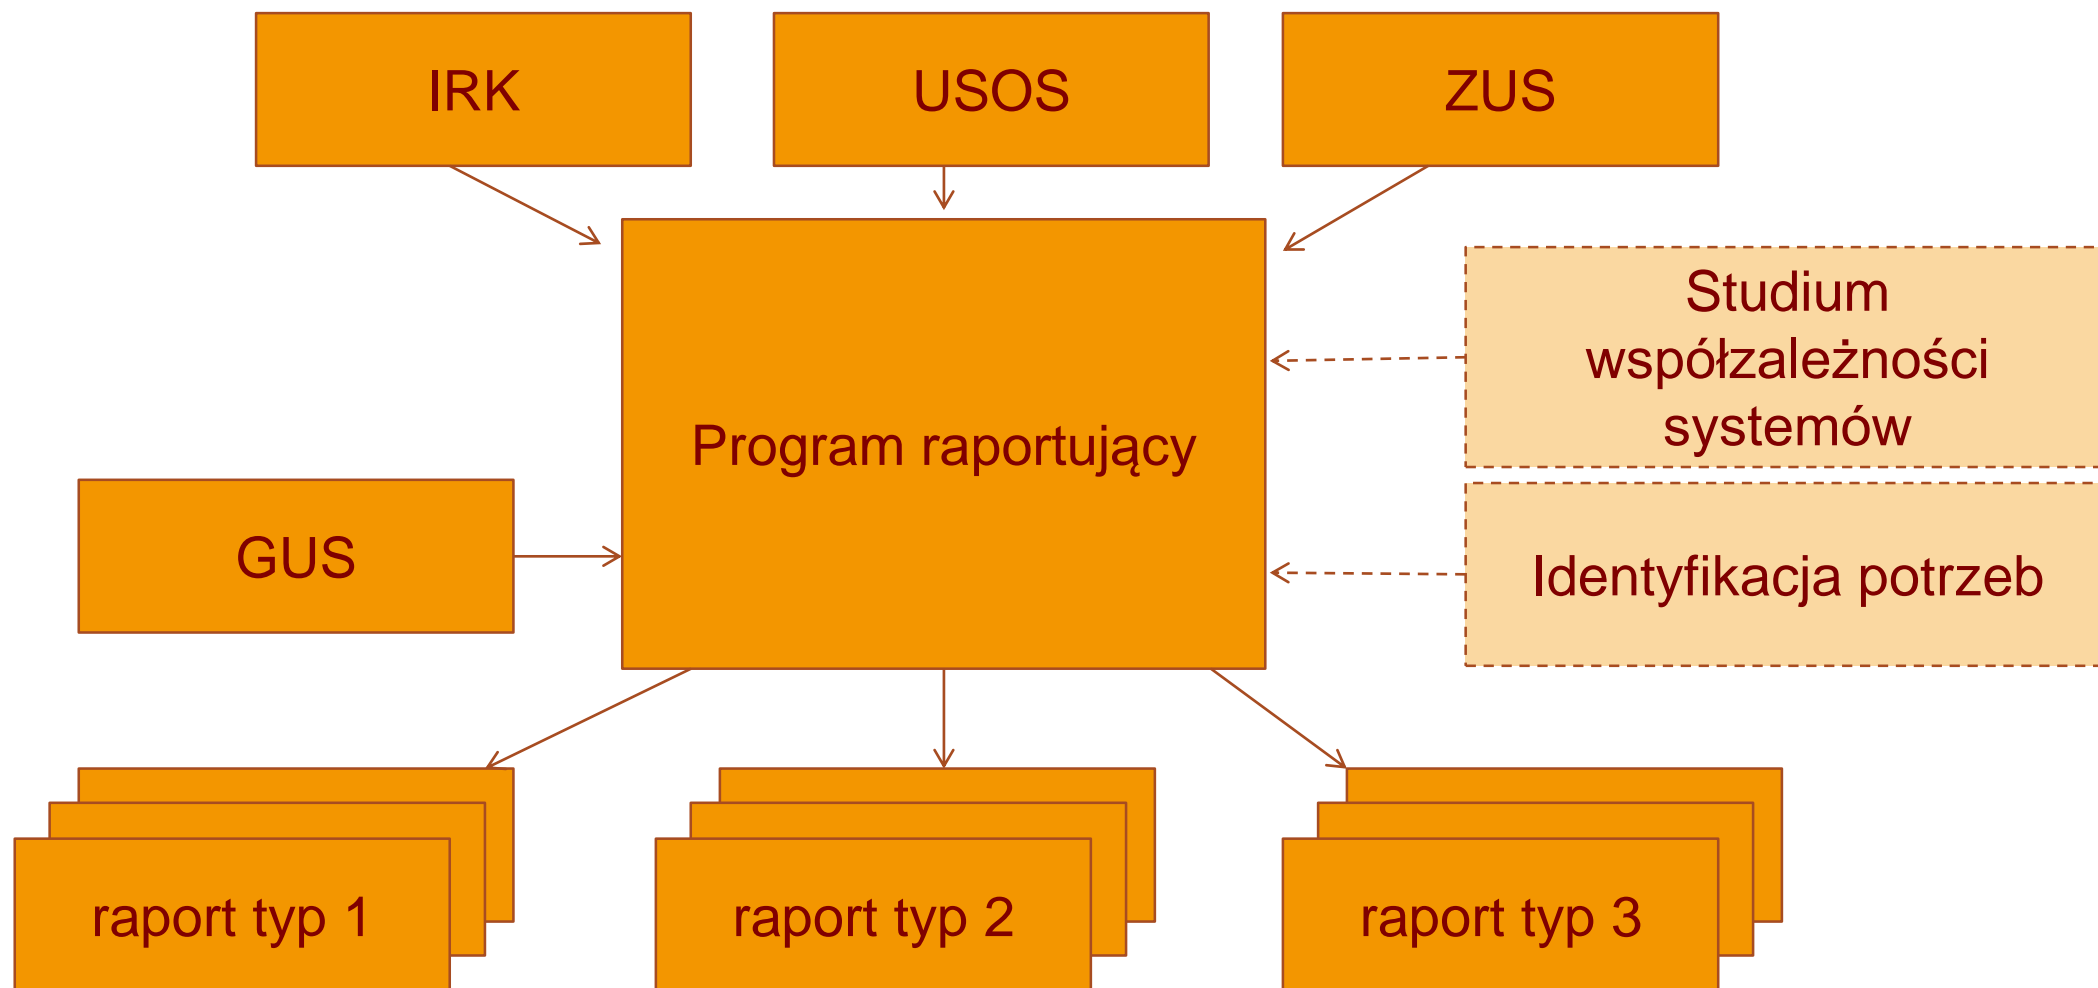 IRK
USOS
ZUS
Studium
współzależności
systemów
Program raportujący
GUS
Identyfikacja potrzeb
raport typ 1
raport typ 2
raport typ 3